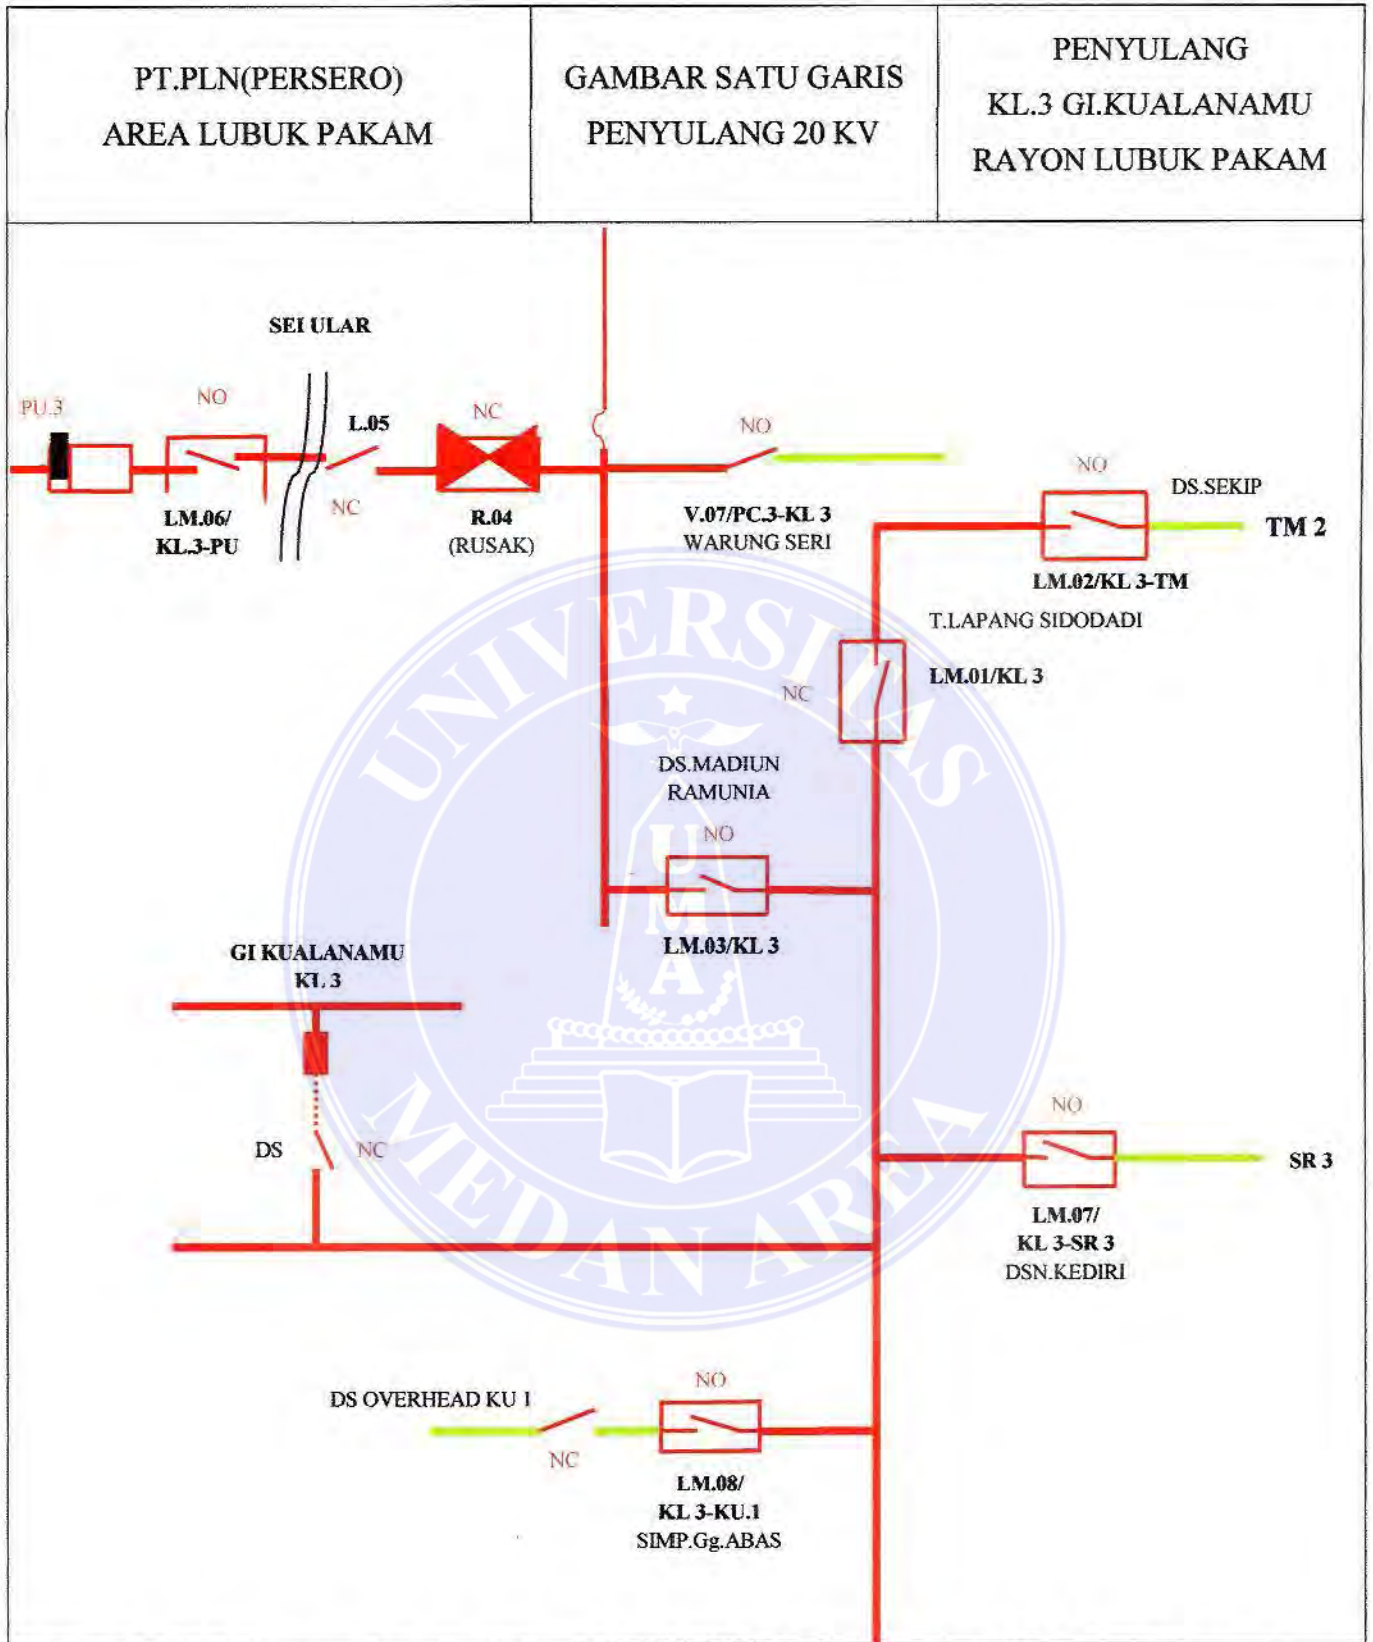 PT.PLN(PERSERO)
AREA LUBUK PAKAM
GAMBAR SATU GARIS
PENYULANG 20 KV
PENYULANG
KL.3 GI.KUALANAMU
RAYON LUBUK PAKAM
SEI ULAR
PU.3
NO
L.05
NC
NC
NO
LM.06/
KL.3-PU
R.04
(RUSAK)
V.07/PC.3-KL 3
WARUNG SERI
NO
DS.SEKIP
TM 2
LM.02/KL 3-TM
T.LAPANG SIDODADI
LM.01/KL 3
NC
DS.MADIUN
RAMUNIA
NO
LM.03/KL 3
GI KUALANAMU
KL 3
DS
NC
NO
SR 3
LM.07/
KL 3-SR 3
DSN.KEDIRI
DS OVERHEAD KU 1
NC
NO
LM.08/
KL 3-KU.1
SIMP.Gg.ABAS
UNIVERSITAS
MEDAN AREA
U
M
A